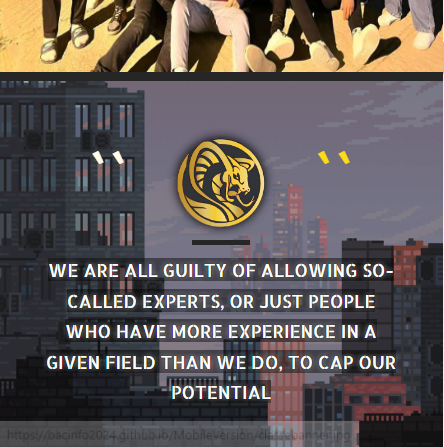 WE ARE ALL GUILTY OF ALLOWING SO-
CALLED EXPERTS, OR JUST PEOPLE
WHO HAVE MORE EXPERIENCE IN A
GIVEN FIELD THAN WE DO, TO CAP OUR
POTENTIAL